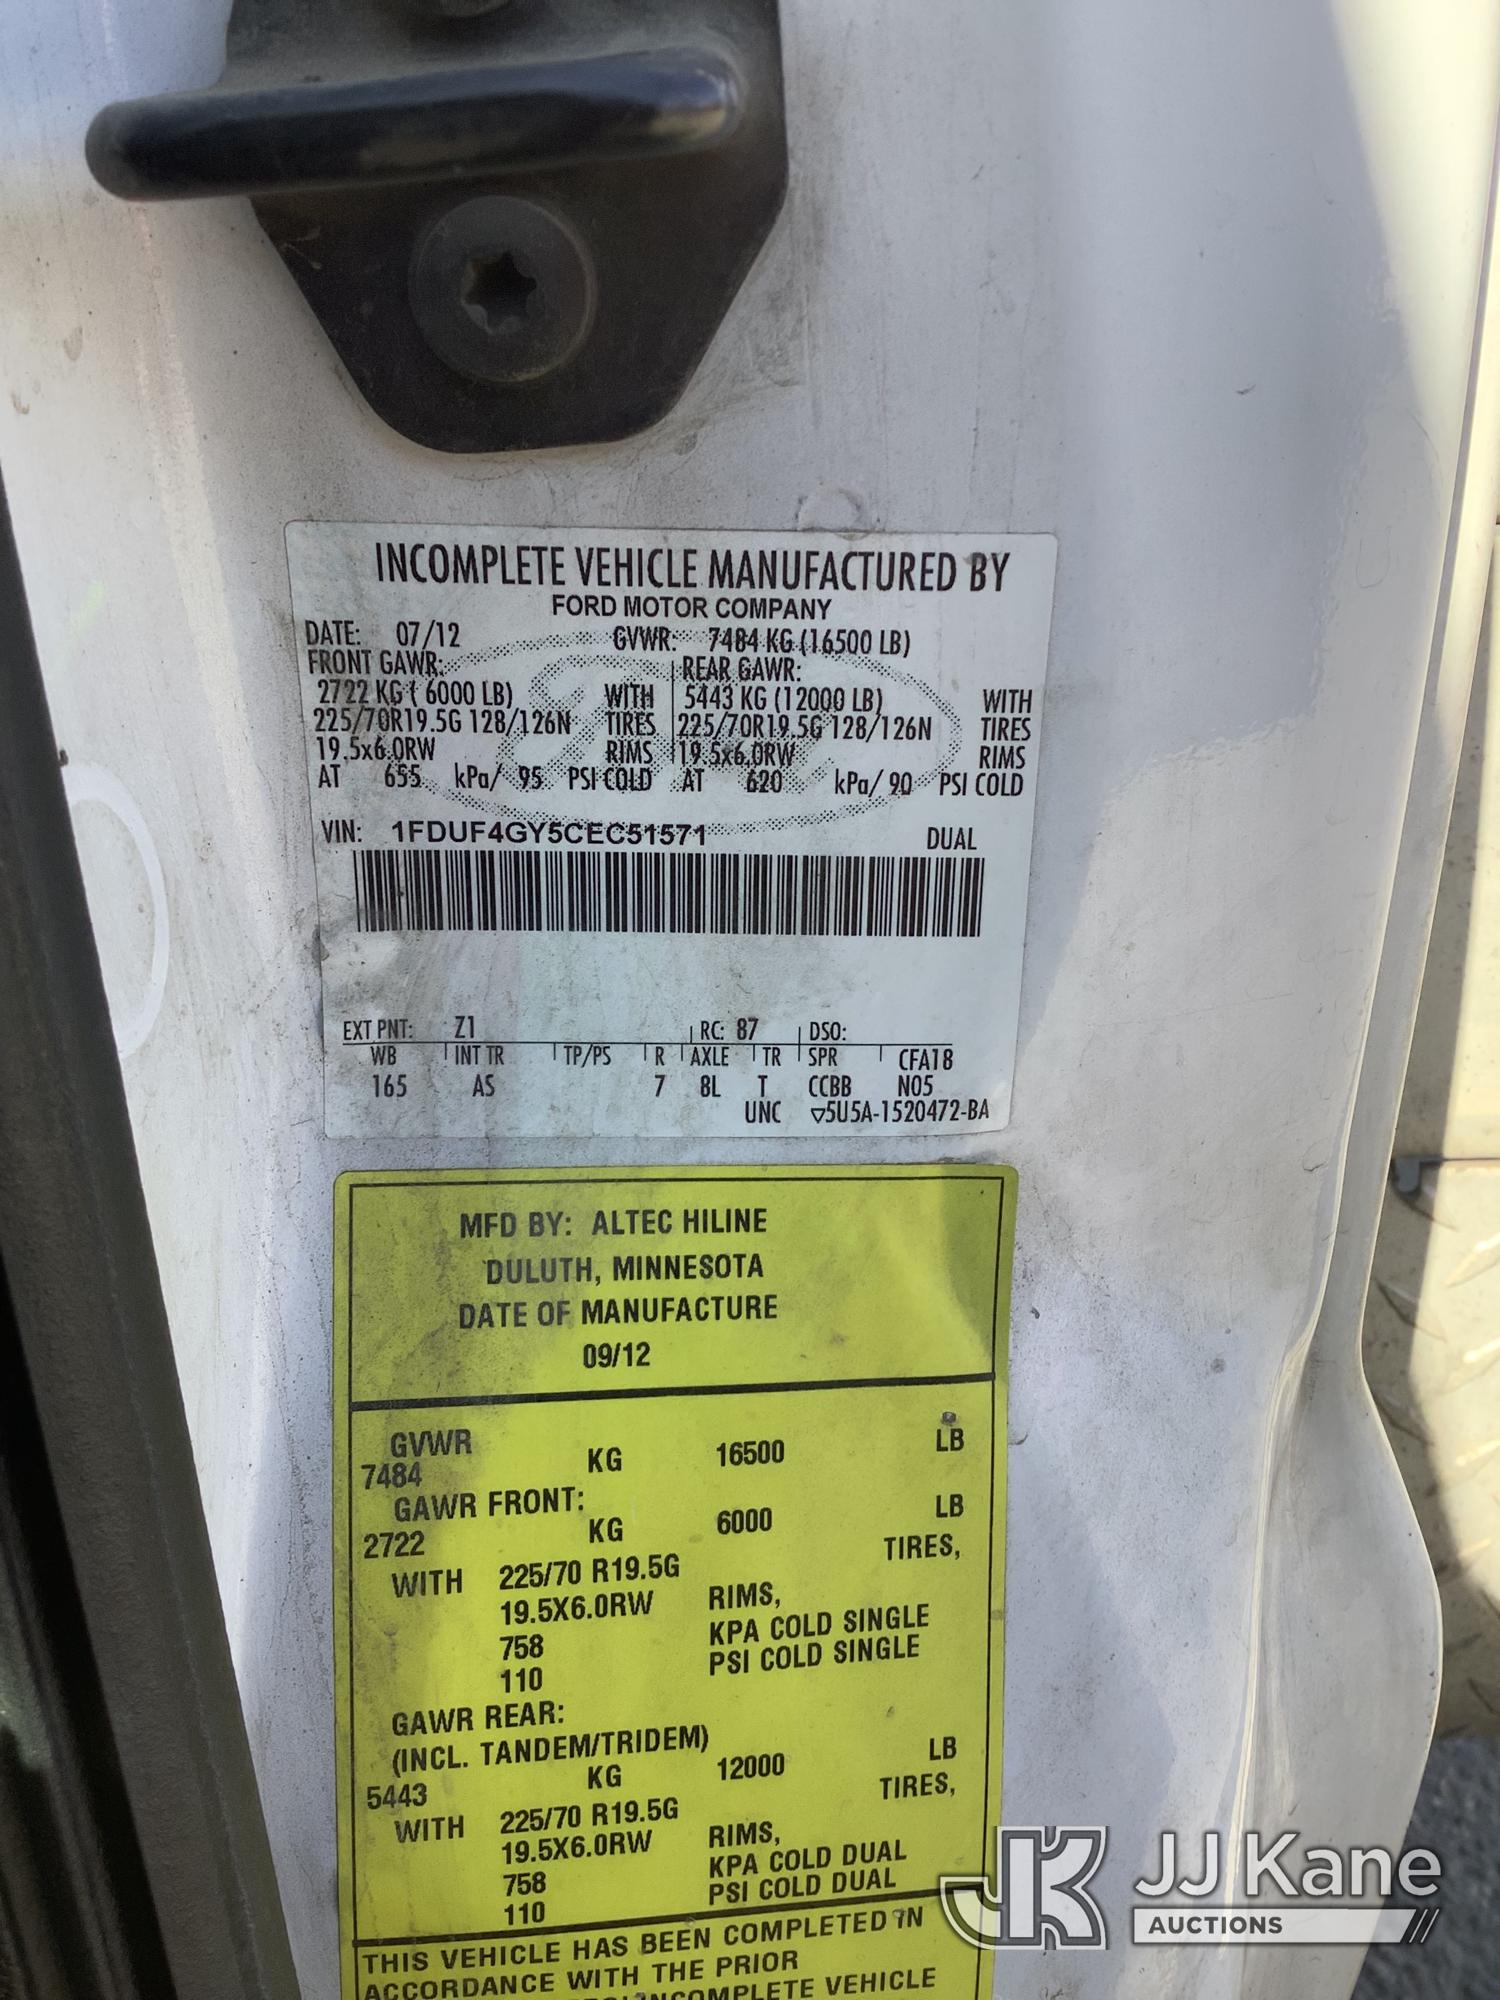 INCOMPLETE VEHICLE MANUFACTURED BY
FORD MOTOR COMPANY
DATE: 07/12 GVWR: 7484 KG (16500 LB)
FRONT GAWR: REAR GAWR:
2722 KG ( 6000 LB) WITH 5443 KG (12000 LB) WITH
225/70R19.5G 128/126N TIRES 225/70R19.5G 128/126N TIRES
19.5x6.0RW RIMS 19.5x6.0RW RIMS
AT 655 kPa/ 95 PSI COLD AT 620 kPa/ 90 PSI COLD
VIN: 1FDUF4GY5CEC51571 DUAL
EXT PNT: Z1 RC: 87 DSO:
WB INT TR TP/PS R AXLE TR SPR CFA18
165 AS 7 8L T CCBB N05
UNC ▽5U5A-1520472-BA
MFD BY: ALTEC HILINE
DULUTH, MINNESOTA
DATE OF MANUFACTURE
09/12
GVWR
7484 KG 16500 LB
GAWR FRONT:
2722 KG 6000 LB
WITH 225/70 R19.5G TIRES,
19.5X6.0RW RIMS,
758 KPA COLD SINGLE
110 PSI COLD SINGLE
GAWR REAR:
(INCL. TANDEM/TRIDEM)
5443 KG 12000 LB
WITH 225/70 R19.5G TIRES,
19.5X6.0RW RIMS,
758 KPA COLD DUAL
110 PSI COLD DUAL
THIS VEHICLE HAS BEEN COMPLETED IN
ACCORDANCE WITH THE PRIOR
INCOMPLETE VEHICLE
JK JJ Kane
AUCTIONS